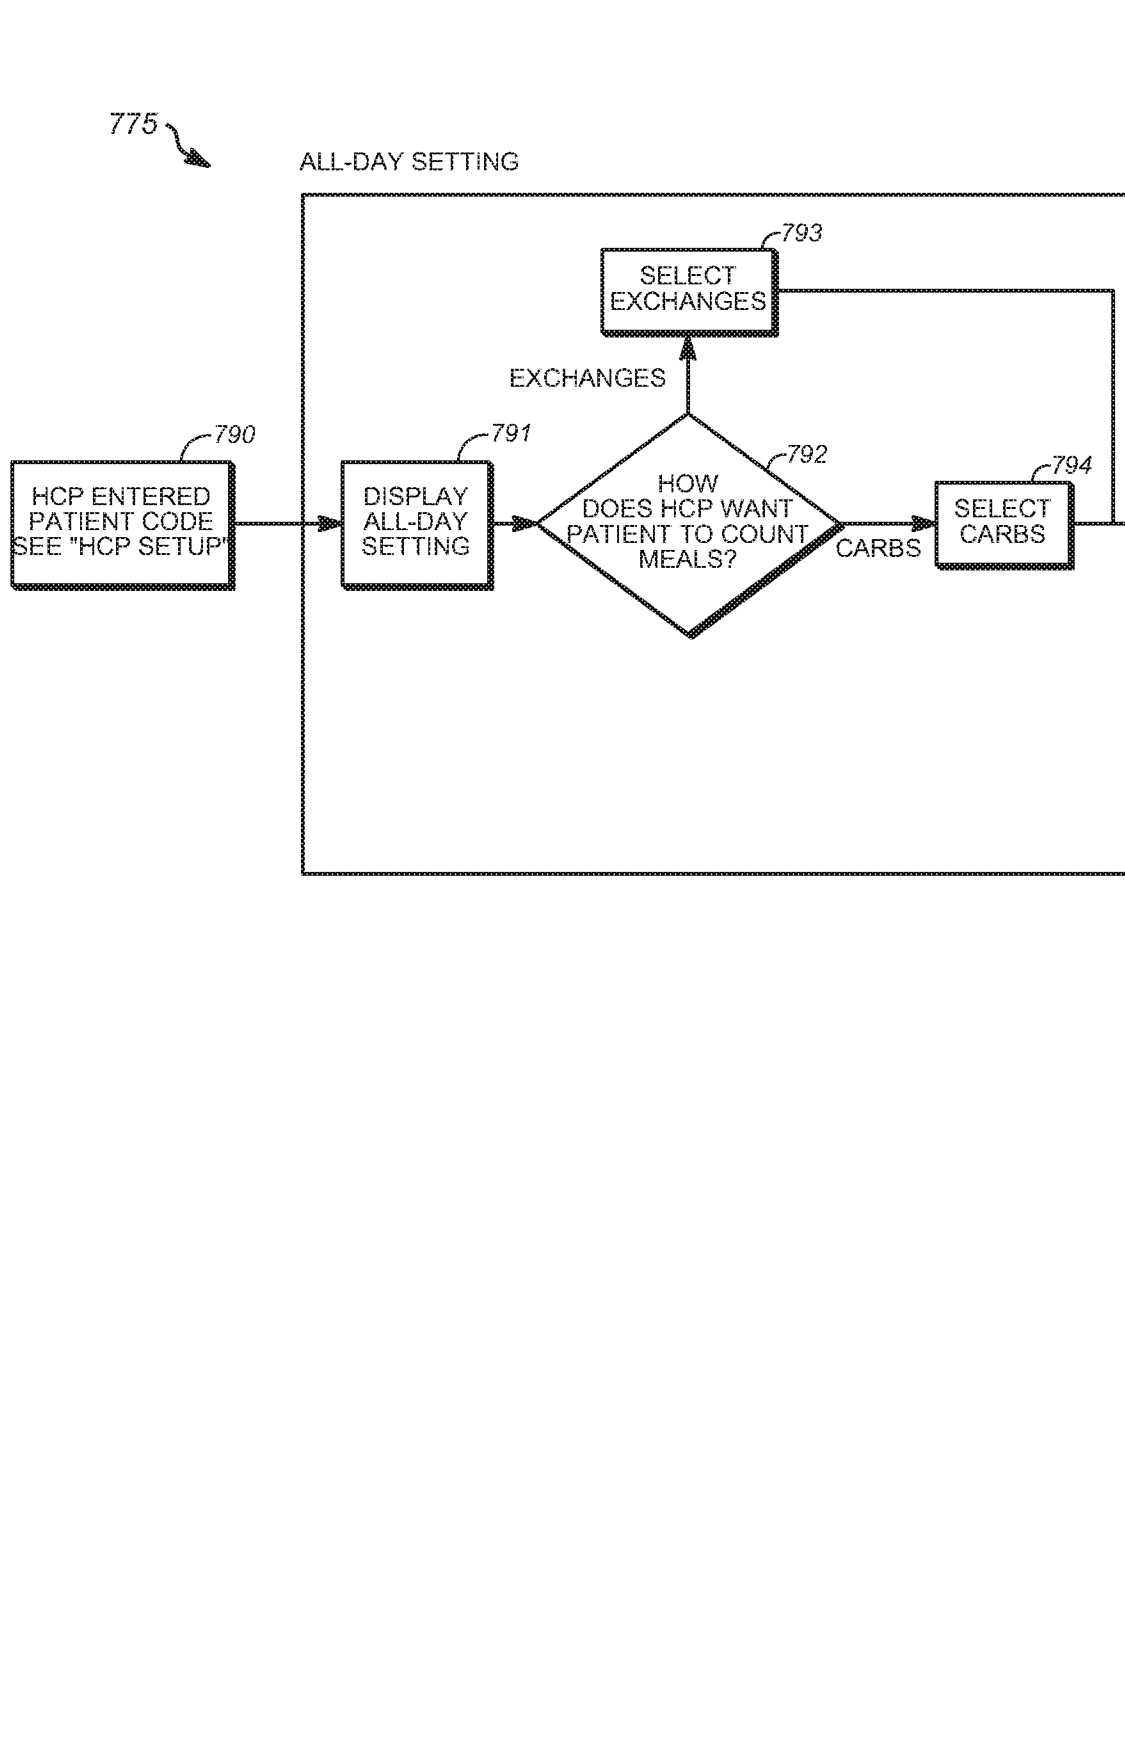 775
ALL-DAY SETTING
793
SELECT
EXCHANGES
EXCHANGES
790
HCP ENTERED
PATIENT CODE
SEE "HCP SETUP"
791
DISPLAY
ALL-DAY
SETTING
792
HOW
DOES HCP WANT
PATIENT TO COUNT
MEALS?
CARBS
794
SELECT
CARBS